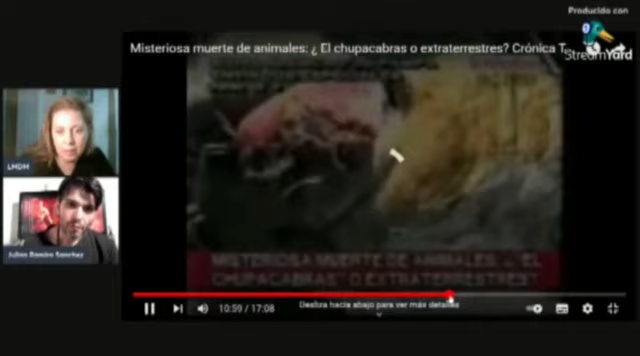 Producido con
StreamYard
Misteriosa muerte de animales: ¿ El chupacabras o extraterrestres? Crónica T
LMDM
MISTERIOSA MUERTE DE ANIMALES: ¿ "EL
CHUPACABRAS" O EXTRATERRESTRES?
Julian Ramiro Sanchez
10:59 / 17:08
Desliza hacia abajo para ver más detalles